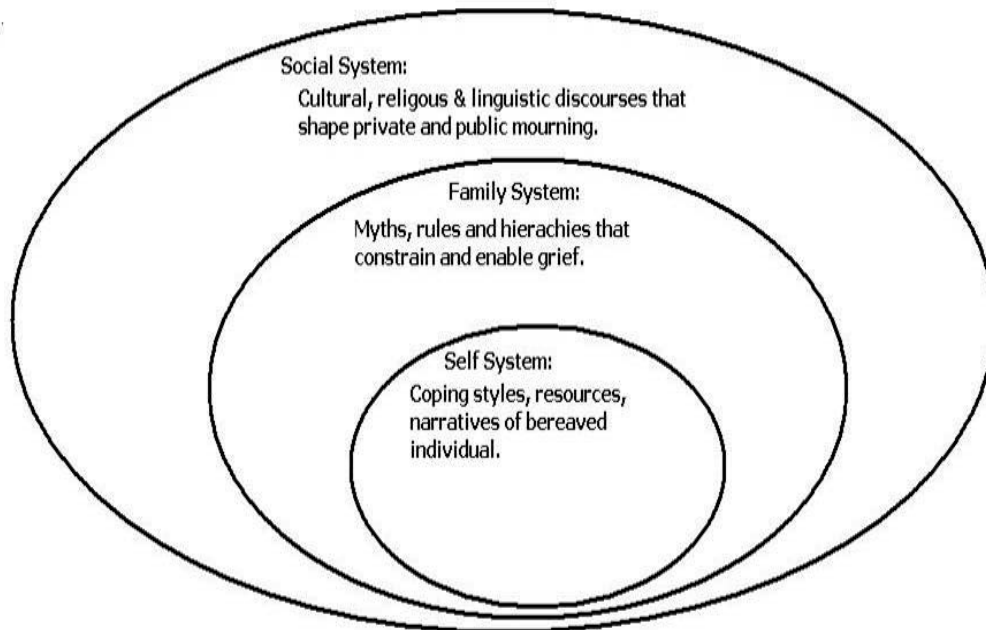 Social System:
Cultural, religous & linguistic discourses that
shape private and public mourning.
Family System:
Myths, rules and hierachies that
constrain and enable grief.
Self System:
Coping styles, resources,
narratives of bereaved
individual.